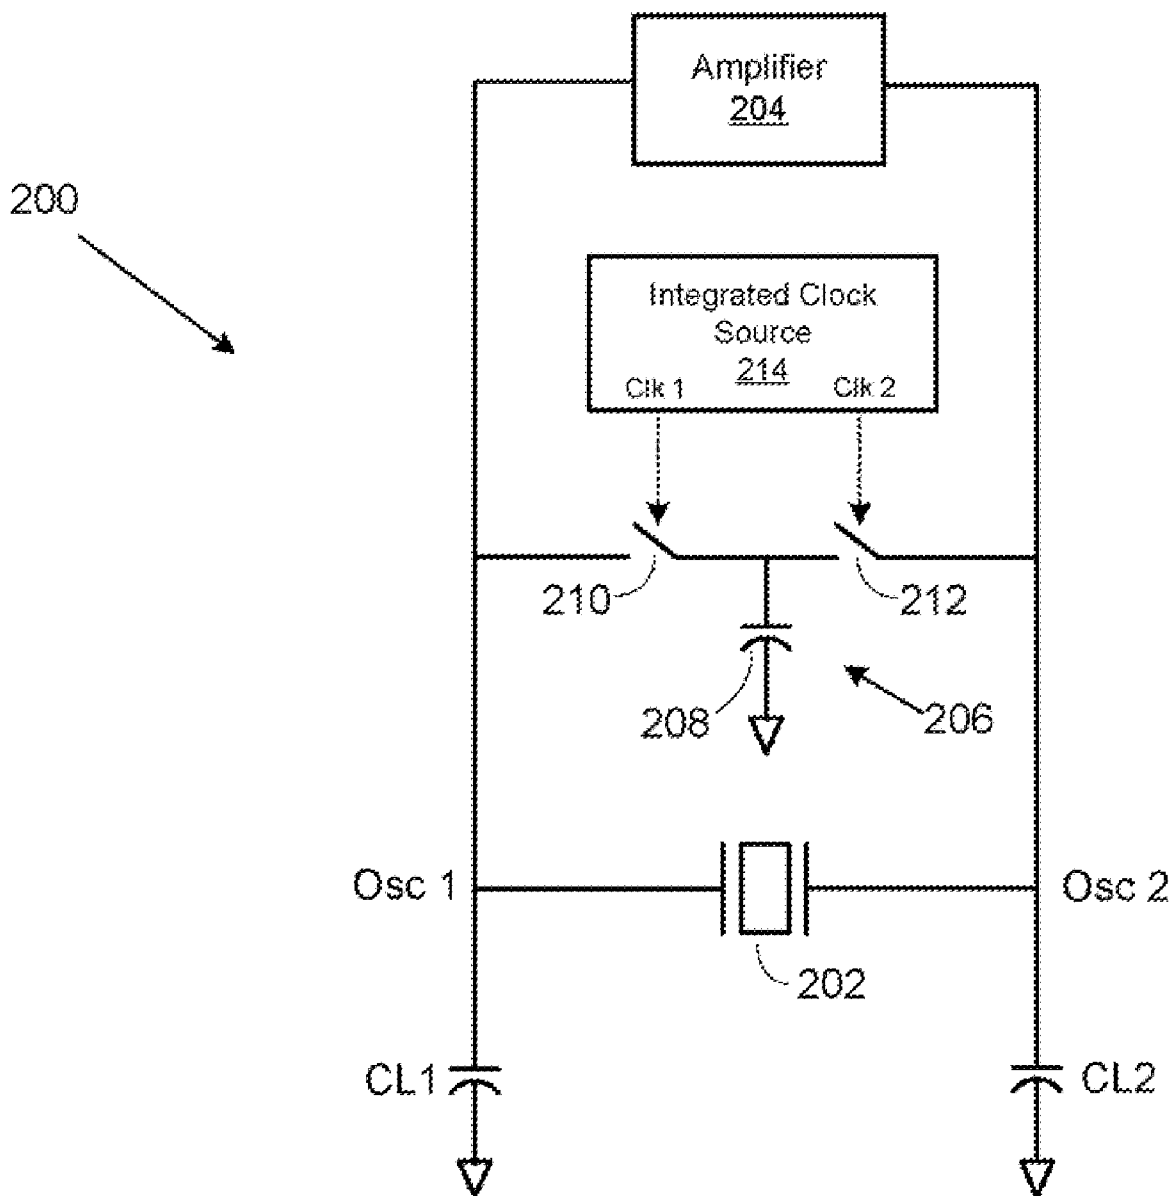 Amplifier
204
200
Integrated Clock
Source
214
Clk 1
Clk 2
210
212
208
206
Osc 1
Osc 2
202
CL1
CL2